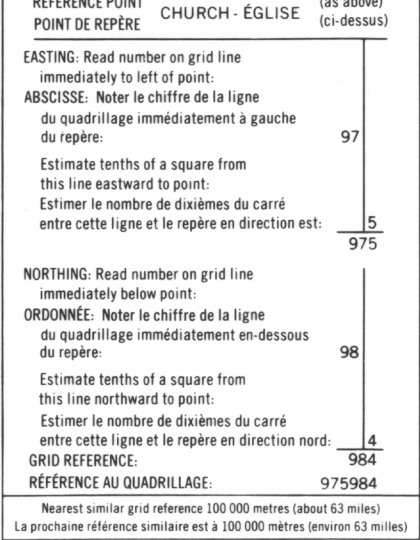 REFERENCE POINT
POINT DE REPÈRE
CHURCH - ÉGLISE
(as above)
(ci-dessus)
EASTING: Read number on grid line
immediately to left of point:
ABSCISSE: Noter le chiffre de la ligne
du quadrillage immédiatement à gauche
du repère: 97
Estimate tenths of a square from
this line eastward to point:
Estimer le nombre de dixièmes du carré
entre cette ligne et le repère en direction est: 5
975
NORTHING: Read number on grid line
immediately below point:
ORDONNÉE: Noter le chiffre de la ligne
du quadrillage immédiatement en-dessous
du repère: 98
Estimate tenths of a square from
this line northward to point:
Estimer le nombre de dixièmes du carré
entre cette ligne et le repère en direction nord: 4
GRID REFERENCE: 984
RÉFÉRENCE AU QUADRILLAGE: 975984
Nearest similar grid reference 100 000 metres (about 63 miles)
La prochaine référence similaire est à 100 000 mètres (environ 63 miles)